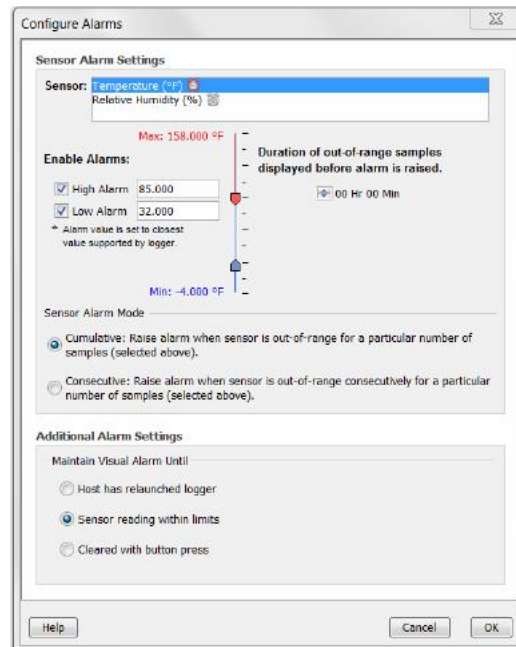 Configure Alarms
Sensor Alarm Settings
Sensor: Temperature (°F)
Relative Humidity (%)
Max: 158.000 °F
Duration of out-of-range samples
displayed before alarm is raised.
Enable Alarms:
00 Hr 00 Min
High Alarm 85.000
Low Alarm 32.000
* Alarm value is set to closest
value supported by logger.
Min: -4.000 °F
Sensor Alarm Mode
Cumulative: Raise alarm when sensor is out-of-range for a particular number of
samples (selected above).
Consecutive: Raise alarm when sensor is out-of-range consecutively for a particular
number of samples (selected above).
Additional Alarm Settings
Maintain Visual Alarm Until
Host has relaunched logger
Sensor reading within limits
Cleared with button press
Help
Cancel
OK